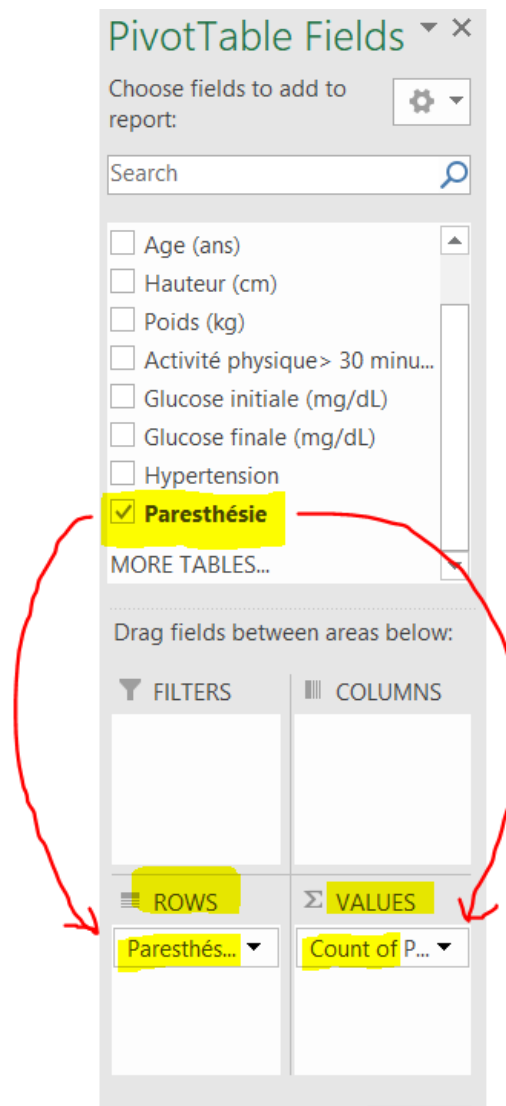 PivotTable Fields
Choose fields to add to
report:
Search
Age (ans)
Hauteur (cm)
Poids (kg)
Activité physique> 30 minu...
Glucose initiale (mg/dL)
Glucose finale (mg/dL)
Hypertension
Paresthésie
MORE TABLES...
Drag fields between areas below:
FILTERS
COLUMNS
ROWS
Σ VALUES
Paresthés...
Count of P...